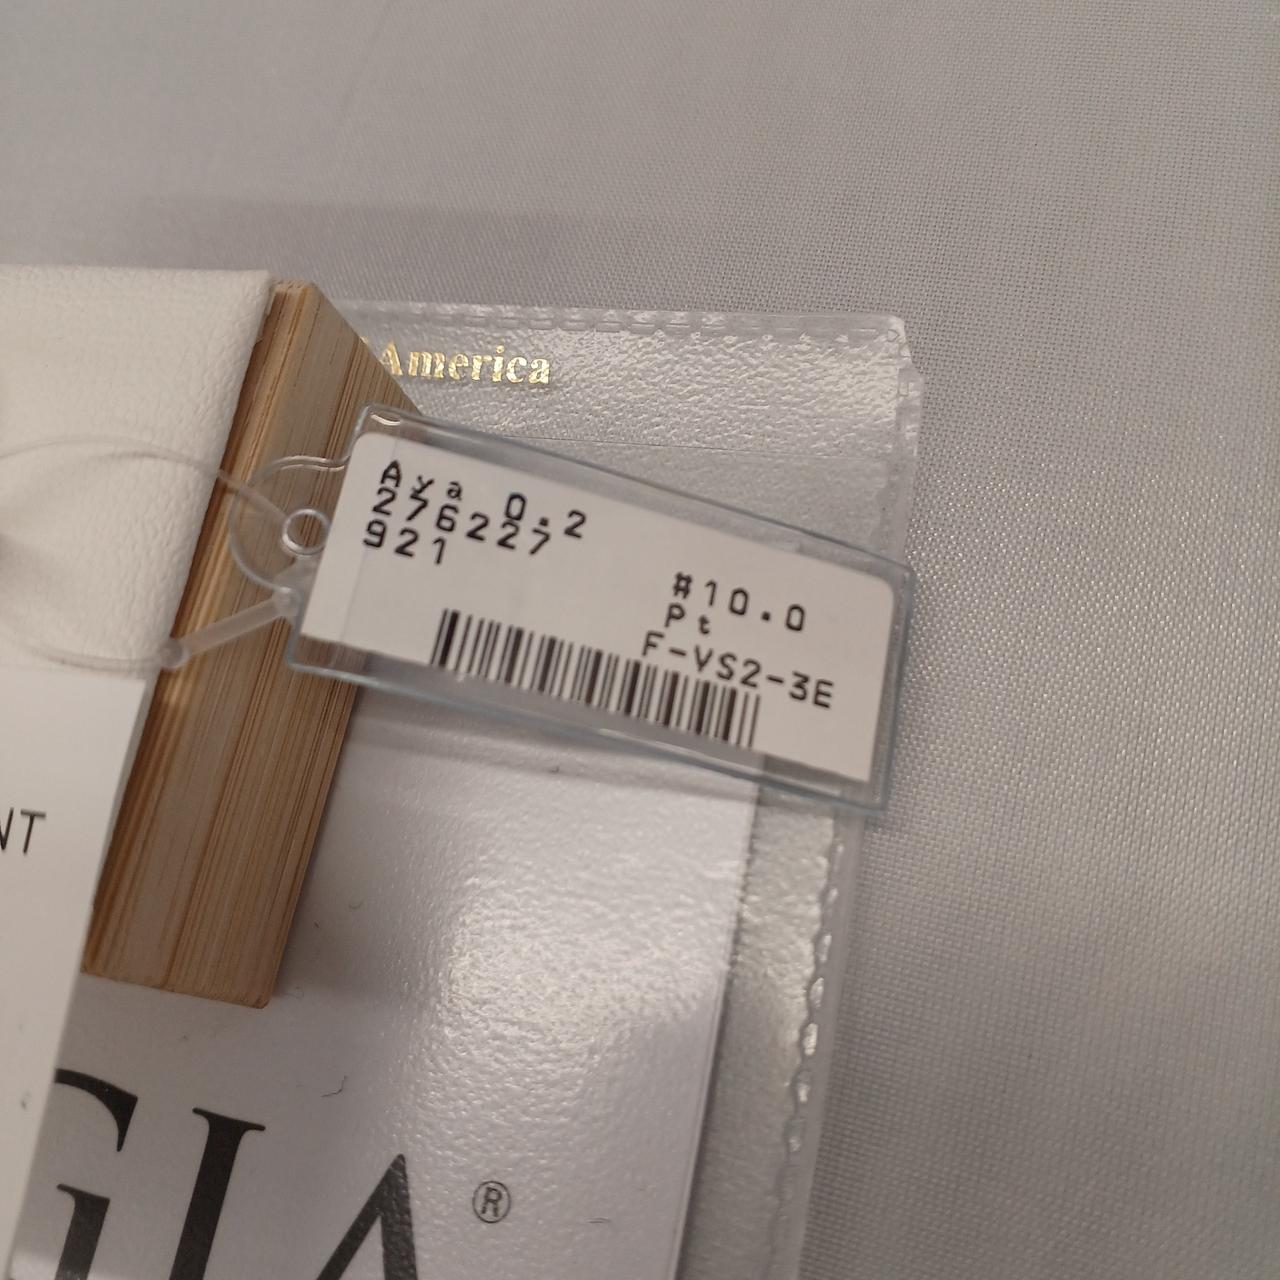 America
Aya 0.2
276227
921
#10.0
Pt
F-VS2-3E
NT
GIA®